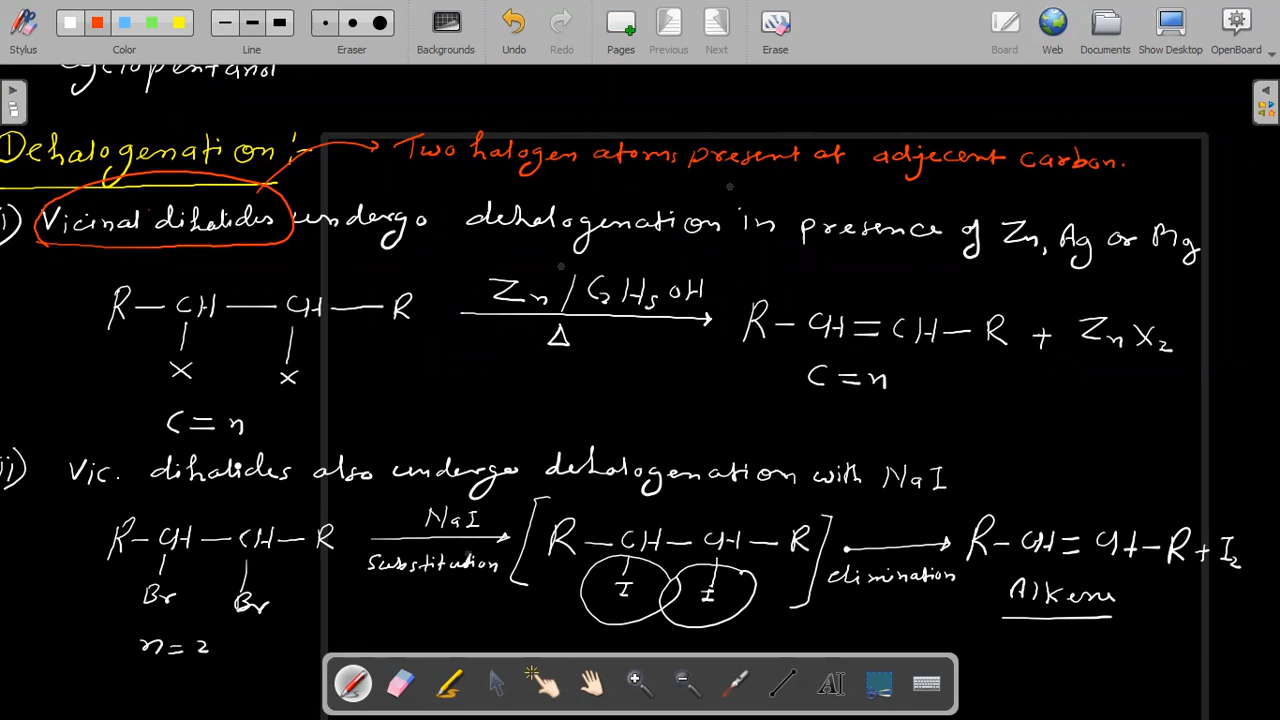 Stylus Color Line Eraser Backgrounds Undo Redo Pages Previous Next Erase Board Web Documents Show Desktop OpenBoard
Cyclopentanol
Dehalogenation :-
Two halogen atoms present at adjecent carbon.
i) Vicinal dihalides undergo dehalogenation in presence of Zn, Ag or Mg
R — CH — CH — R Zn / C2H5OH R — CH = CH — R + ZnX2
Δ
X X
C = n
C = n
ii) Vic. dihalides also undergo dehalogenation with NaI
NaI
R — CH — CH — R [ R — CH — CH — R ] R — CH = CH — R + I2
substitution elimination
Br Br I I Alkene
n = 2
AI